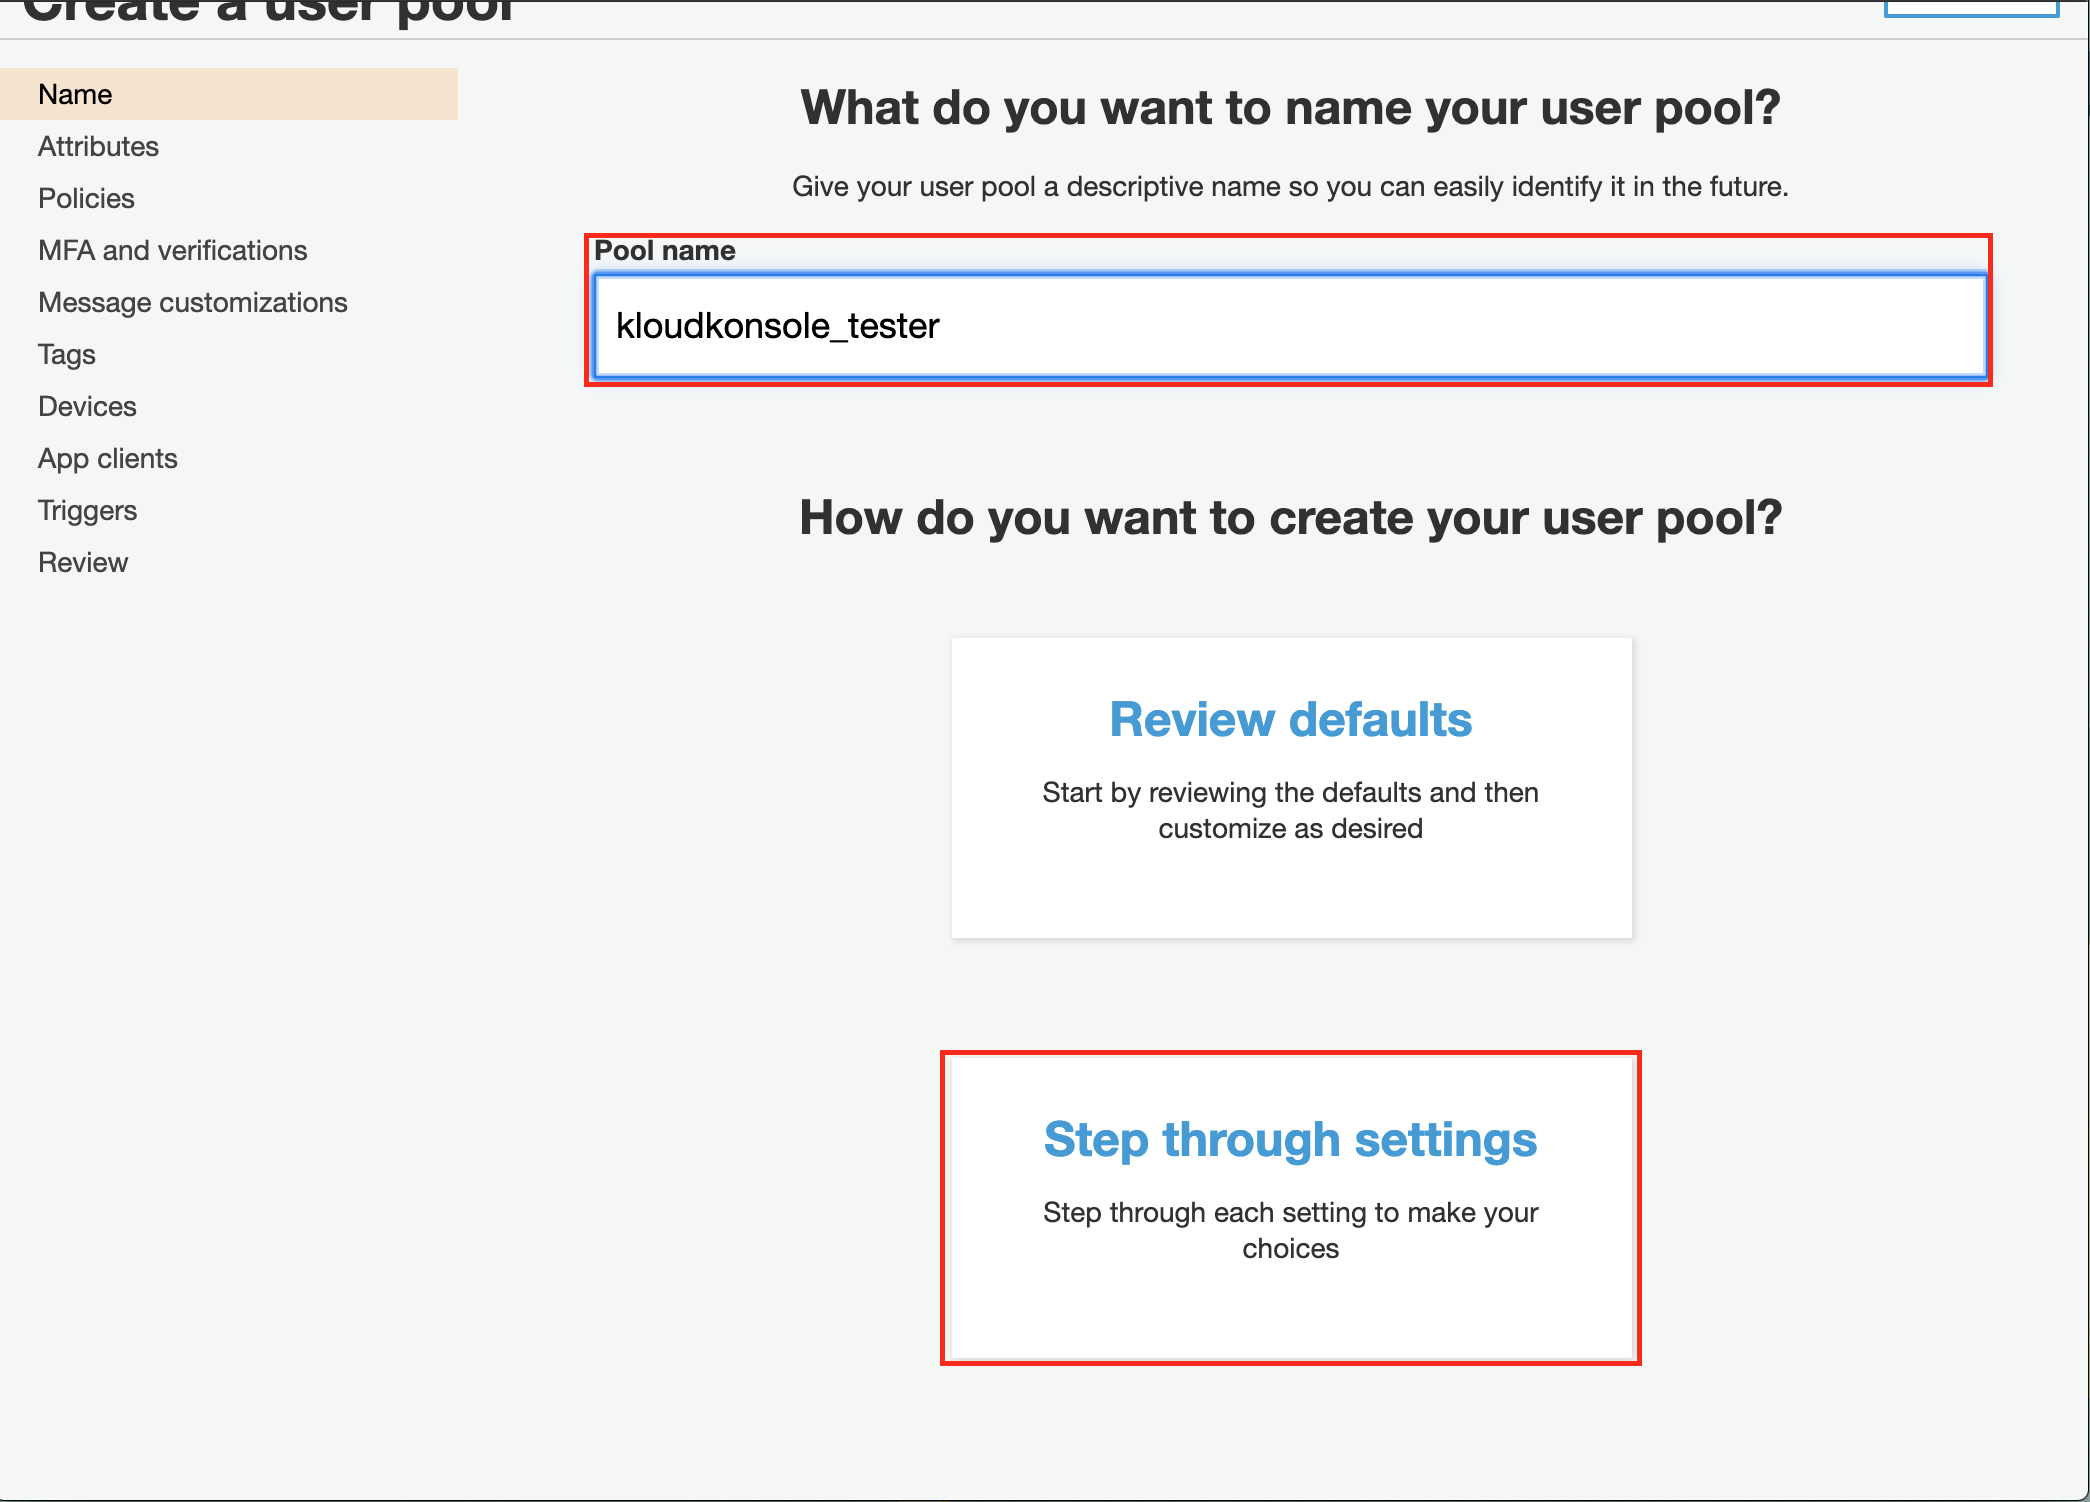 Create a user pool
Name
Attributes
Policies
MFA and verifications
Message customizations
Tags
Devices
App clients
Triggers
Review
What do you want to name your user pool?
Give your user pool a descriptive name so you can easily identify it in the future.
Pool name
kloudkonsole_tester
How do you want to create your user pool?
Review defaults
Start by reviewing the defaults and then
customize as desired
Step through settings
Step through each setting to make your
choices